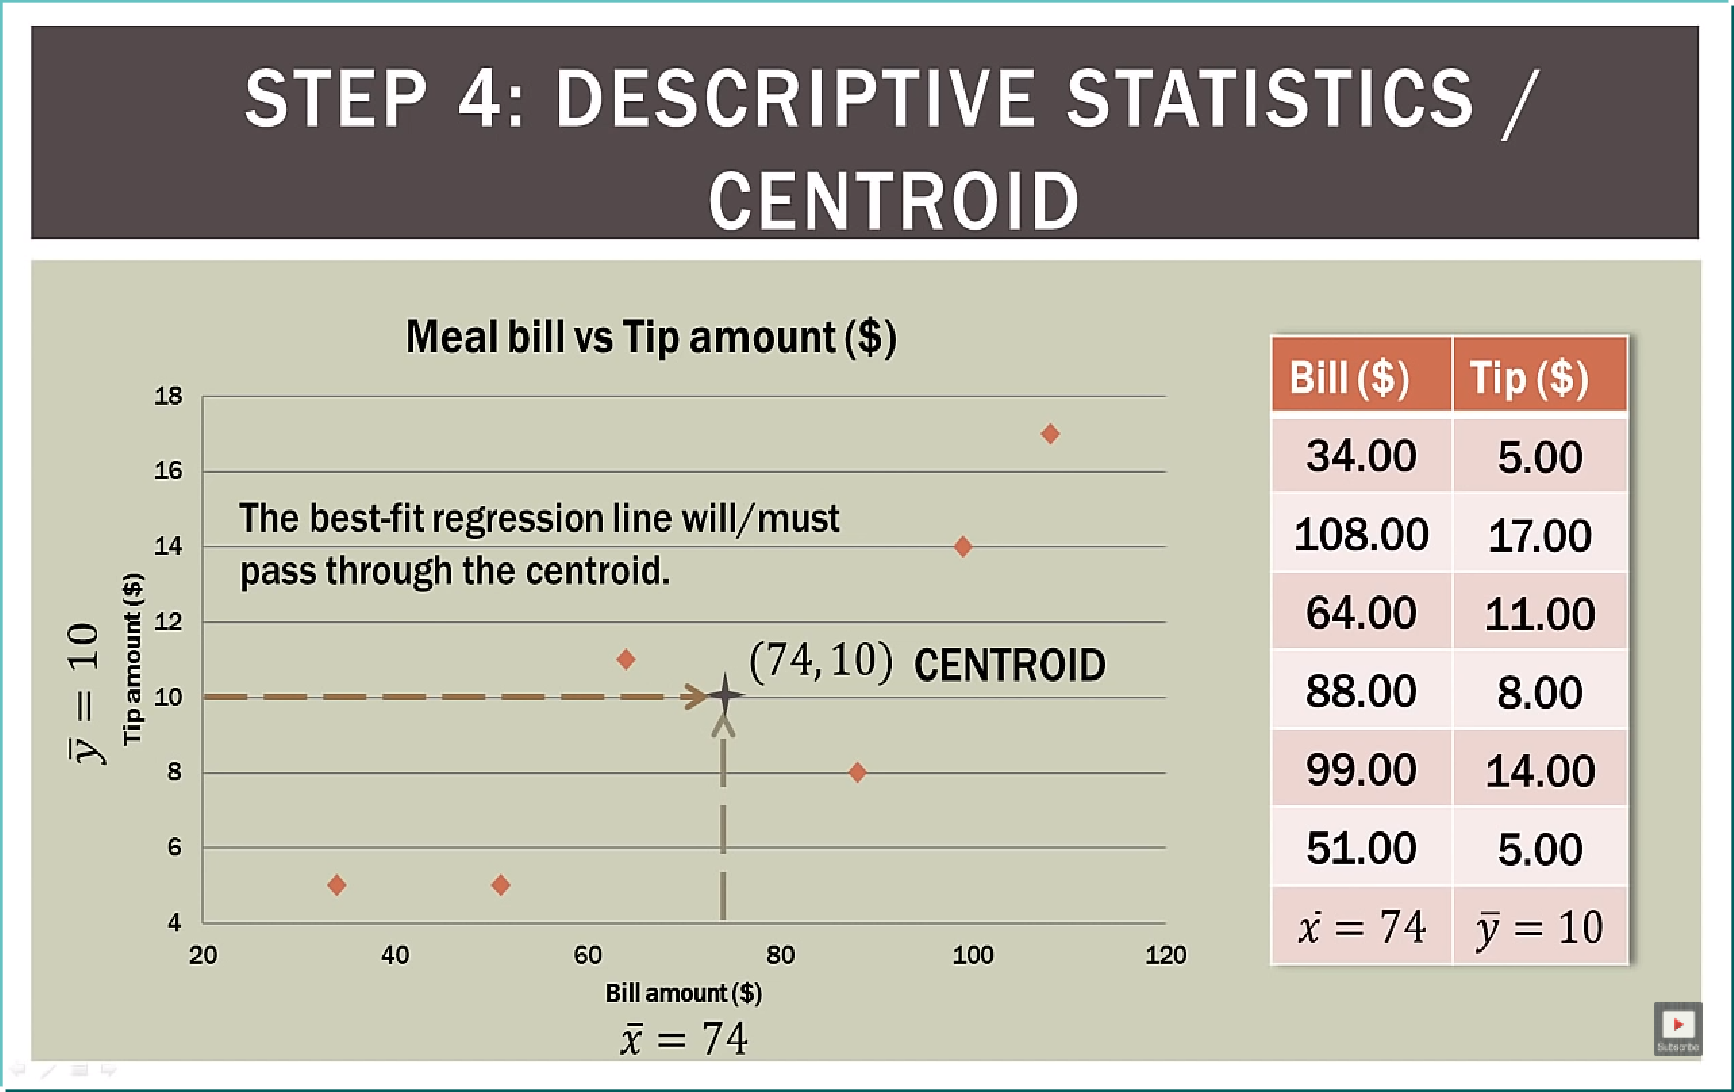 STEP 4: DESCRIPTIVE STATISTICS /
CENTROID
Meal bill vs Tip amount ($)
18
16
14
12
10
8
6
4
The best-fit regression line will/must
pass through the centroid.
(74, 10) CENTROID
Tip amount ($)
y̅ = 10
20 40 60 80 100 120
Bill amount ($)
x̅ = 74
Bill ($) Tip ($)
34.00 5.00
108.00 17.00
64.00 11.00
88.00 8.00
99.00 14.00
51.00 5.00
x̅ = 74 y̅ = 10
Subscribe